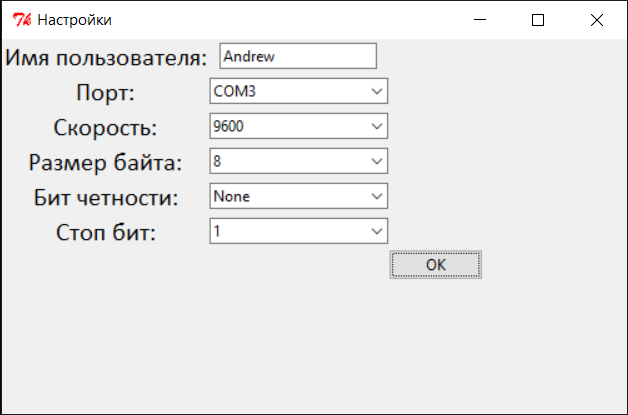 Настройки
Имя пользователя: Andrew
Порт: COM3
Скорость: 9600
Размер байта: 8
Бит четности: None
Стоп бит: 1
OK